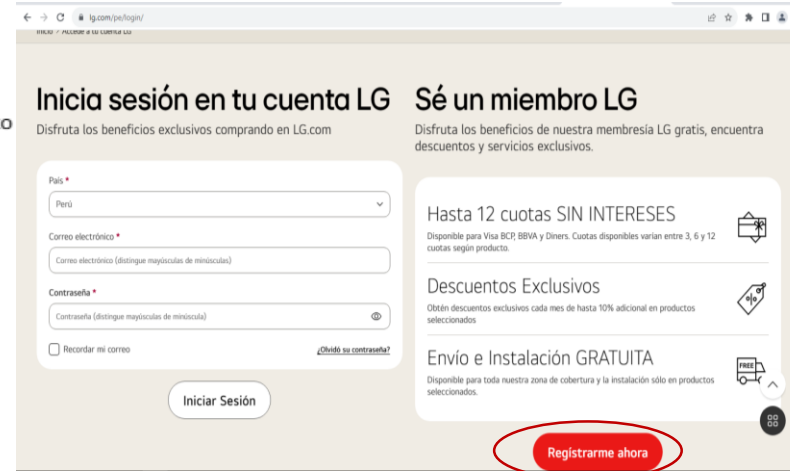 lg.com/pe/login/
Inicio / Accede a tu cuenta LG
Inicia sesión en tu cuenta LG
Disfruta los beneficios exclusivos comprando en LG.com
País *
Perú
Correo electrónico *
Correo electrónico (distingue mayúsculas de minúsculas)
Contraseña *
Contraseña (distingue mayúsculas de minúscula)
Recordar mi correo
¿Olvidó su contraseña?
Iniciar Sesión
Sé un miembro LG
Disfruta los beneficios de nuestra membresía LG gratis, encuentra
descuentos y servicios exclusivos.
Hasta 12 cuotas SIN INTERESES
Disponible para Visa BCP, BBVA y Diners. Cuotas disponibles varian entre 3, 6 y 12
cuotas según producto.
Descuentos Exclusivos
Obtén descuentos exclusivos cada mes de hasta 10% adicional en productos
seleccionados
Envío e Instalación GRATUITA
Disponible para toda nuestra zona de cobertura y la instalación sólo en productos
seleccionados.
FREE
Registrarme ahora